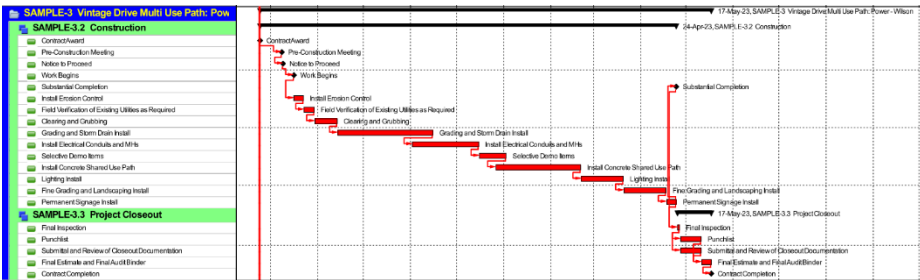 SAMPLE-3 Vintage Drive Multi Use Path: Pow
17-May-23, SAMPLE-3 Vintage Drive Multi Use Path: Power - Wilson
SAMPLE-3.2 Construction
24-Apr-23, SAMPLE-3.2 Construction
Contract Award
Contract Award
Pre-Construction Meeting
Pre-Construction Meeting
Notice to Proceed
Notice to Proceed
Work Begins
Work Begins
Substantial Completion
Substantial Completion
Install Erosion Control
Install Erosion Control
Field Verification of Existing Utilities as Required
Field Verification of Existing Utilities as Required
Clearing and Grubbing
Clearing and Grubbing
Grading and Storm Drain Install
Grading and Storm Drain Install
Install Electrical Conduits and MHs
Install Electrical Conduits and MHs
Selective Demo Items
Selective Demo Items
Install Concrete Shared Use Path
Install Concrete Shared Use Path
Lighting Install
Lighting Install
Fine Grading and Landscaping Install
Fine Grading and Landscaping Install
Permanent Signage Install
Permanent Signage Install
SAMPLE-3.3 Project Closeout
17-May-23, SAMPLE-3.3 Project Closeout
Final Inspection
Final Inspection
Punchlist
Punchlist
Submittal and Review of Closeout Documentation
Submittal and Review of Closeout Documentation
Final Estimate and Final Audit Binder
Final Estimate and Final Audit Binder
Contract Completion
Contract Completion